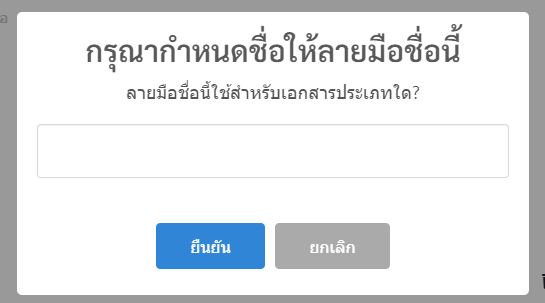 กรุณากำหนดชื่อให้ลายมือชื่อนี้
ลายมือชื่อนี้ใช้สำหรับเอกสารประเภทใด?
ยืนยัน
ยกเลิก